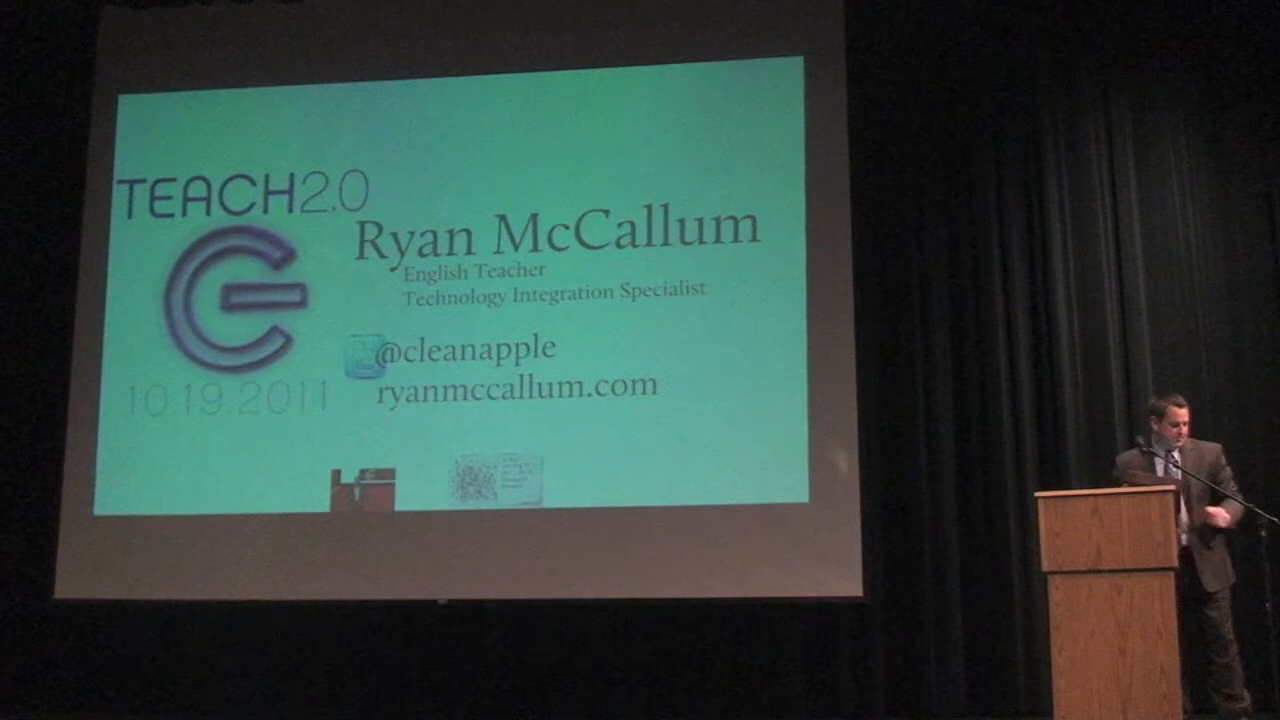 TEACH2.0
10.19.2011
Ryan McCallum
English Teacher
Technology Integration Specialist
@cleanapple
ryanmccallum.com